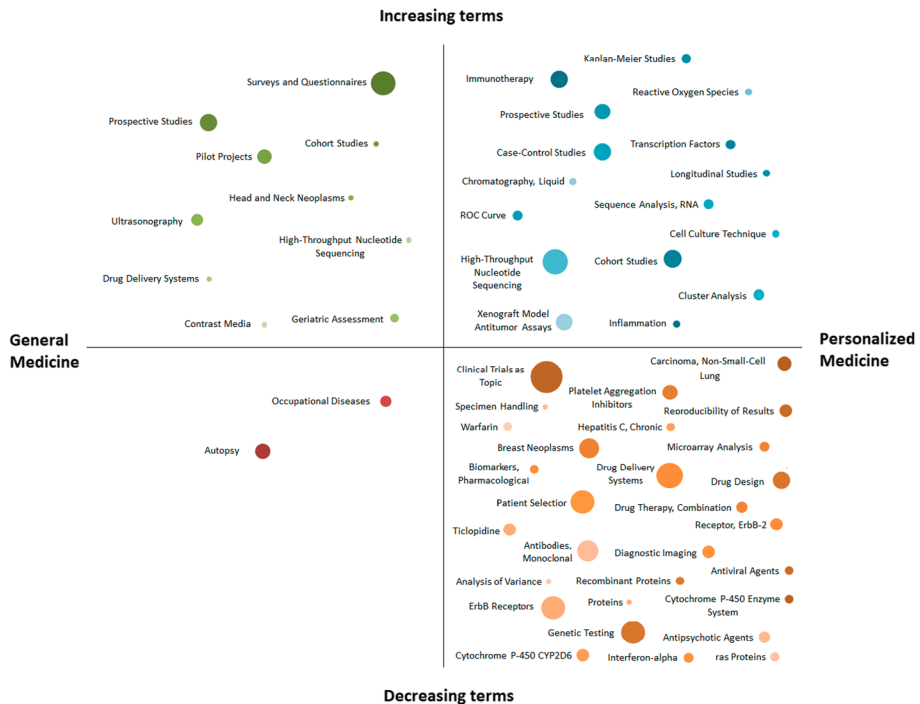 Increasing terms
Surveys and Questionnaires
Prospective Studies
Cohort Studies
Pilot Projects
Head and Neck Neoplasms
Ultrasonography
High-Throughput Nucleotide
Sequencing
Drug Delivery Systems
Contrast Media
Geriatric Assessment
Kaplan-Meier Studies
Immunotherapy
Reactive Oxygen Species
Prospective Studies
Case-Control Studies
Transcription Factors
Longitudinal Studies
Chromatography, Liquid
Sequence Analysis, RNA
ROC Curve
Cell Culture Technique
High-Throughput
Nucleotide
Sequencing
Cohort Studies
Cluster Analysis
Xenograft Model
Antitumor Assays
Inflammation
General
Medicine
Personalized
Medicine
Occupational Diseases
Autopsy
Clinical Trials as
Topic
Carcinoma, Non-Small-Cell
Lung
Platelet Aggregation
Inhibitors
Specimen Handling
Reproducibility of Results
Warfarin
Hepatitis C, Chronic
Breast Neoplasms
Microarray Analysis
Biomarkers,
Pharmacological
Drug Delivery
Systems
Drug Design
Patient Selection
Drug Therapy, Combination
Receptor, ErbB-2
Ticlopidine
Antibodies,
Monoclonal
Diagnostic Imaging
Antiviral Agents
Analysis of Variance
Recombinant Proteins
ErbB Receptors
Proteins
Cytochrome P-450 Enzyme
System
Genetic Testing
Antipsychotic Agents
Cytochrome P-450 CYP2D6
Interferon-alpha
ras Proteins
Decreasing terms